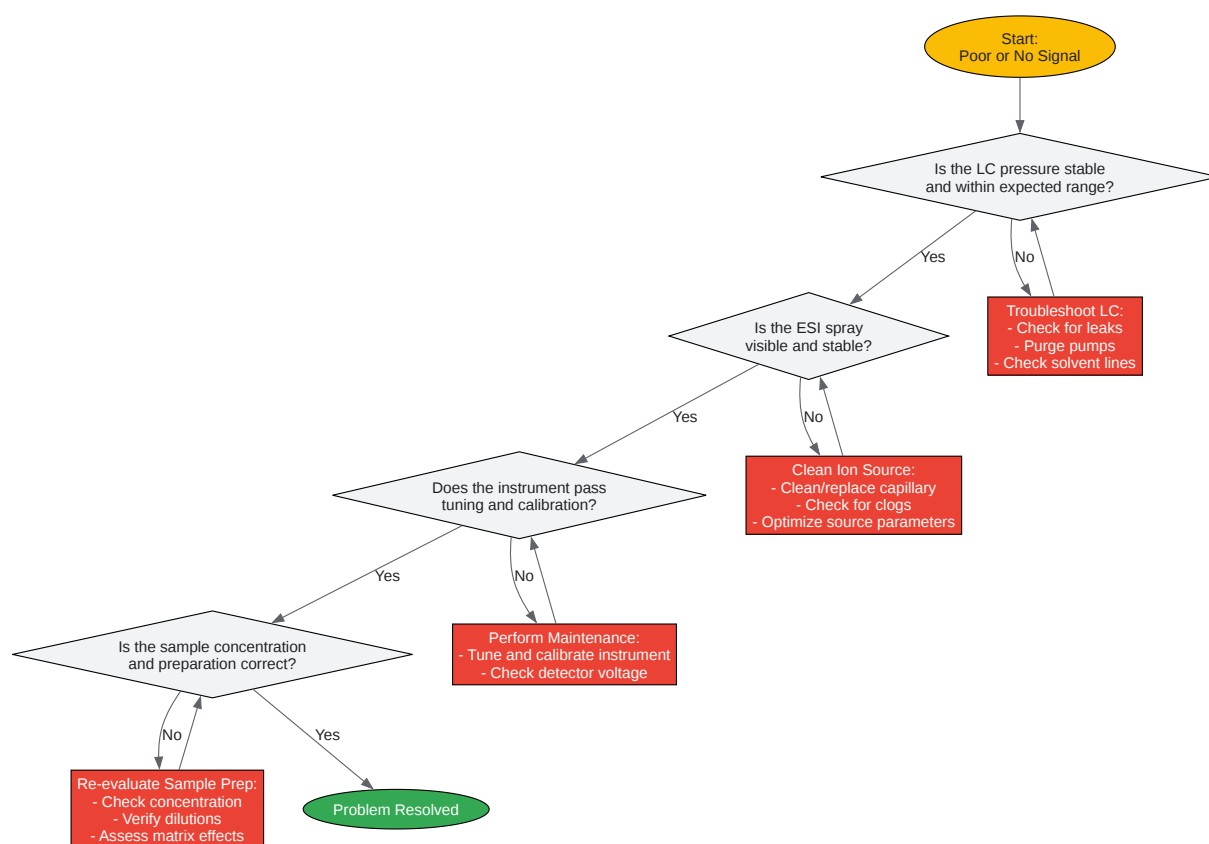 Start:
Poor or No Signal
Is the LC pressure stable
and within expected range?
Yes
No
Troubleshoot LC:
- Check for leaks
- Purge pumps
- Check solvent lines
Is the ESI spray
visible and stable?
Yes
No
Clean Ion Source:
- Clean/replace capillary
- Check for clogs
- Optimize source parameters
Does the instrument pass
tuning and calibration?
Yes
No
Perform Maintenance:
- Tune and calibrate instrument
- Check detector voltage
Is the sample concentration
and preparation correct?
No
Yes
Re-evaluate Sample Prep:
- Check concentration
- Verify dilutions
- Assess matrix effects
Problem Resolved